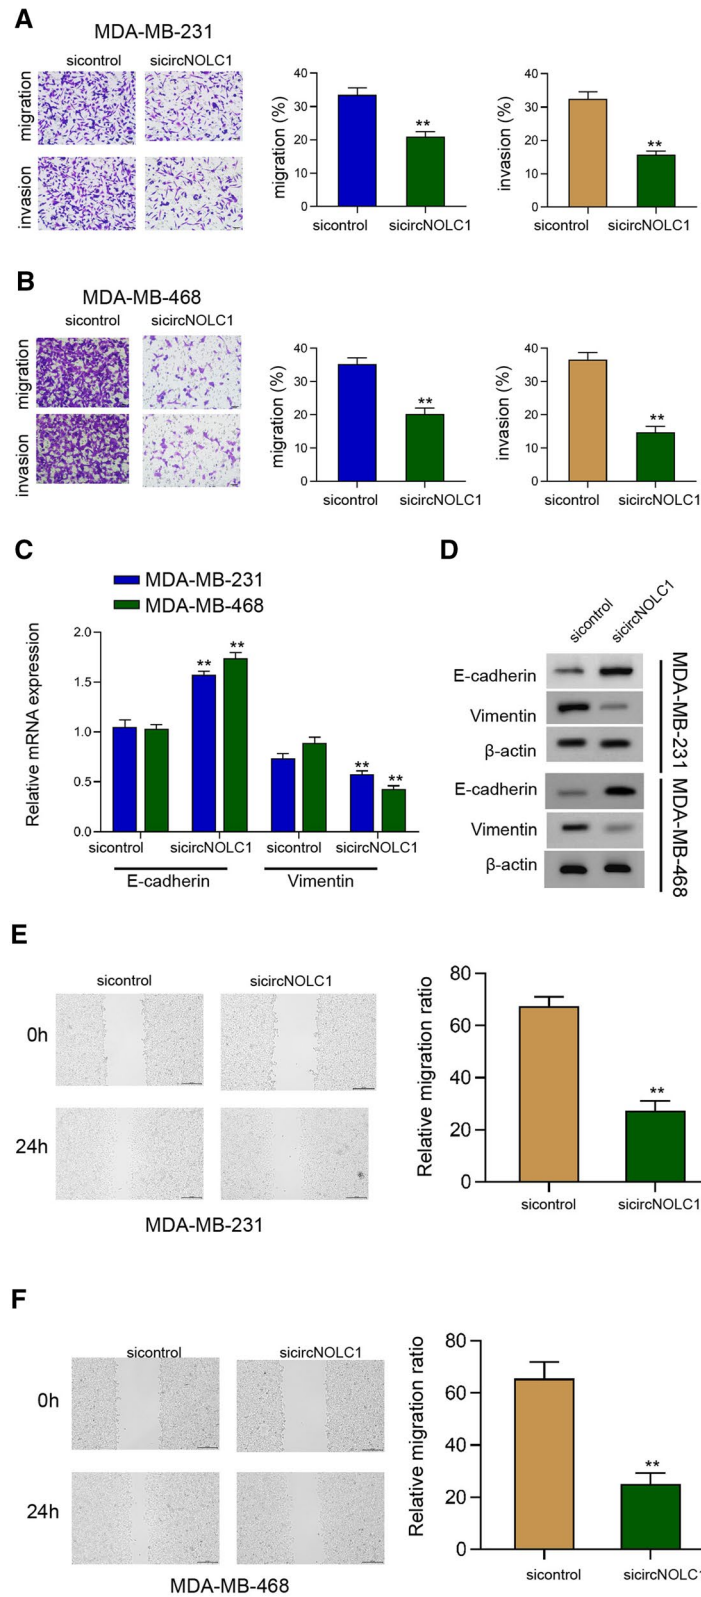 A
MDA-MB-231
sicontrol sicircNOLC1
migration
invasion
migration (%)
40
30
20
10
0
**
sicontrol sicircNOLC1
invasion (%)
40
30
20
10
0
**
sicontrol sicircNOLC1
B
MDA-MB-468
sicontrol sicircNOLC1
migration
invasion
migration (%)
40
30
20
10
0
**
sicontrol sicircNOLC1
invasion (%)
40
30
20
10
0
**
sicontrol sicircNOLC1
C
MDA-MB-231
MDA-MB-468
Relative mRNA expression
2.0
1.5
1.0
0.5
0.0
** **
** **
sicontrol sicircNOLC1 sicontrol sicircNOLC1
E-cadherin Vimentin
D
sicontrol sicircNOLC1
E-cadherin
Vimentin
β-actin
MDA-MB-231
E-cadherin
Vimentin
β-actin
MDA-MB-468
E
sicontrol sicircNOLC1
0h
24h
MDA-MB-231
Relative migration ratio
80
60
40
20
0
**
sicontrol sicircNOLC1
F
sicontrol sicircNOLC1
0h
24h
MDA-MB-468
Relative migration ratio
80
60
40
20
0
**
sicontrol sicircNOLC1